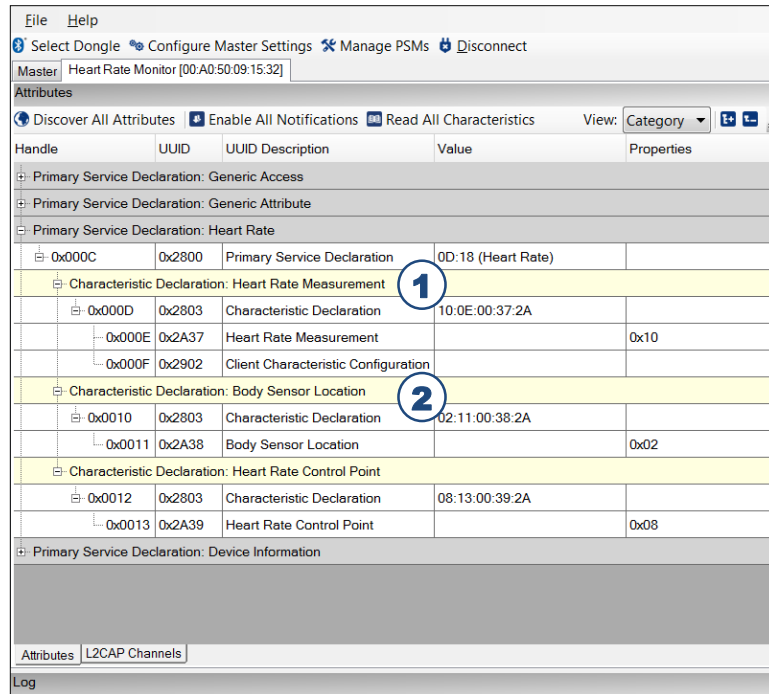 File Help
Select Dongle Configure Master Settings Manage PSMs Disconnect
Master Heart Rate Monitor [00:A0:50:09:15:32]
Attributes
Discover All Attributes Enable All Notifications Read All Characteristics View: Category
Handle UUID UUID Description Value Properties
Primary Service Declaration: Generic Access
Primary Service Declaration: Generic Attribute
Primary Service Declaration: Heart Rate
0x000C 0x2800 Primary Service Declaration 0D:18 (Heart Rate)
Characteristic Declaration: Heart Rate Measurement 1
0x000D 0x2803 Characteristic Declaration 10:0E:00:37:2A
0x000E 0x2A37 Heart Rate Measurement 0x10
0x000F 0x2902 Client Characteristic Configuration
Characteristic Declaration: Body Sensor Location 2
0x0010 0x2803 Characteristic Declaration 02:11:00:38:2A
0x0011 0x2A38 Body Sensor Location 0x02
Characteristic Declaration: Heart Rate Control Point
0x0012 0x2803 Characteristic Declaration 08:13:00:39:2A
0x0013 0x2A39 Heart Rate Control Point 0x08
Primary Service Declaration: Device Information
Attributes L2CAP Channels
Log